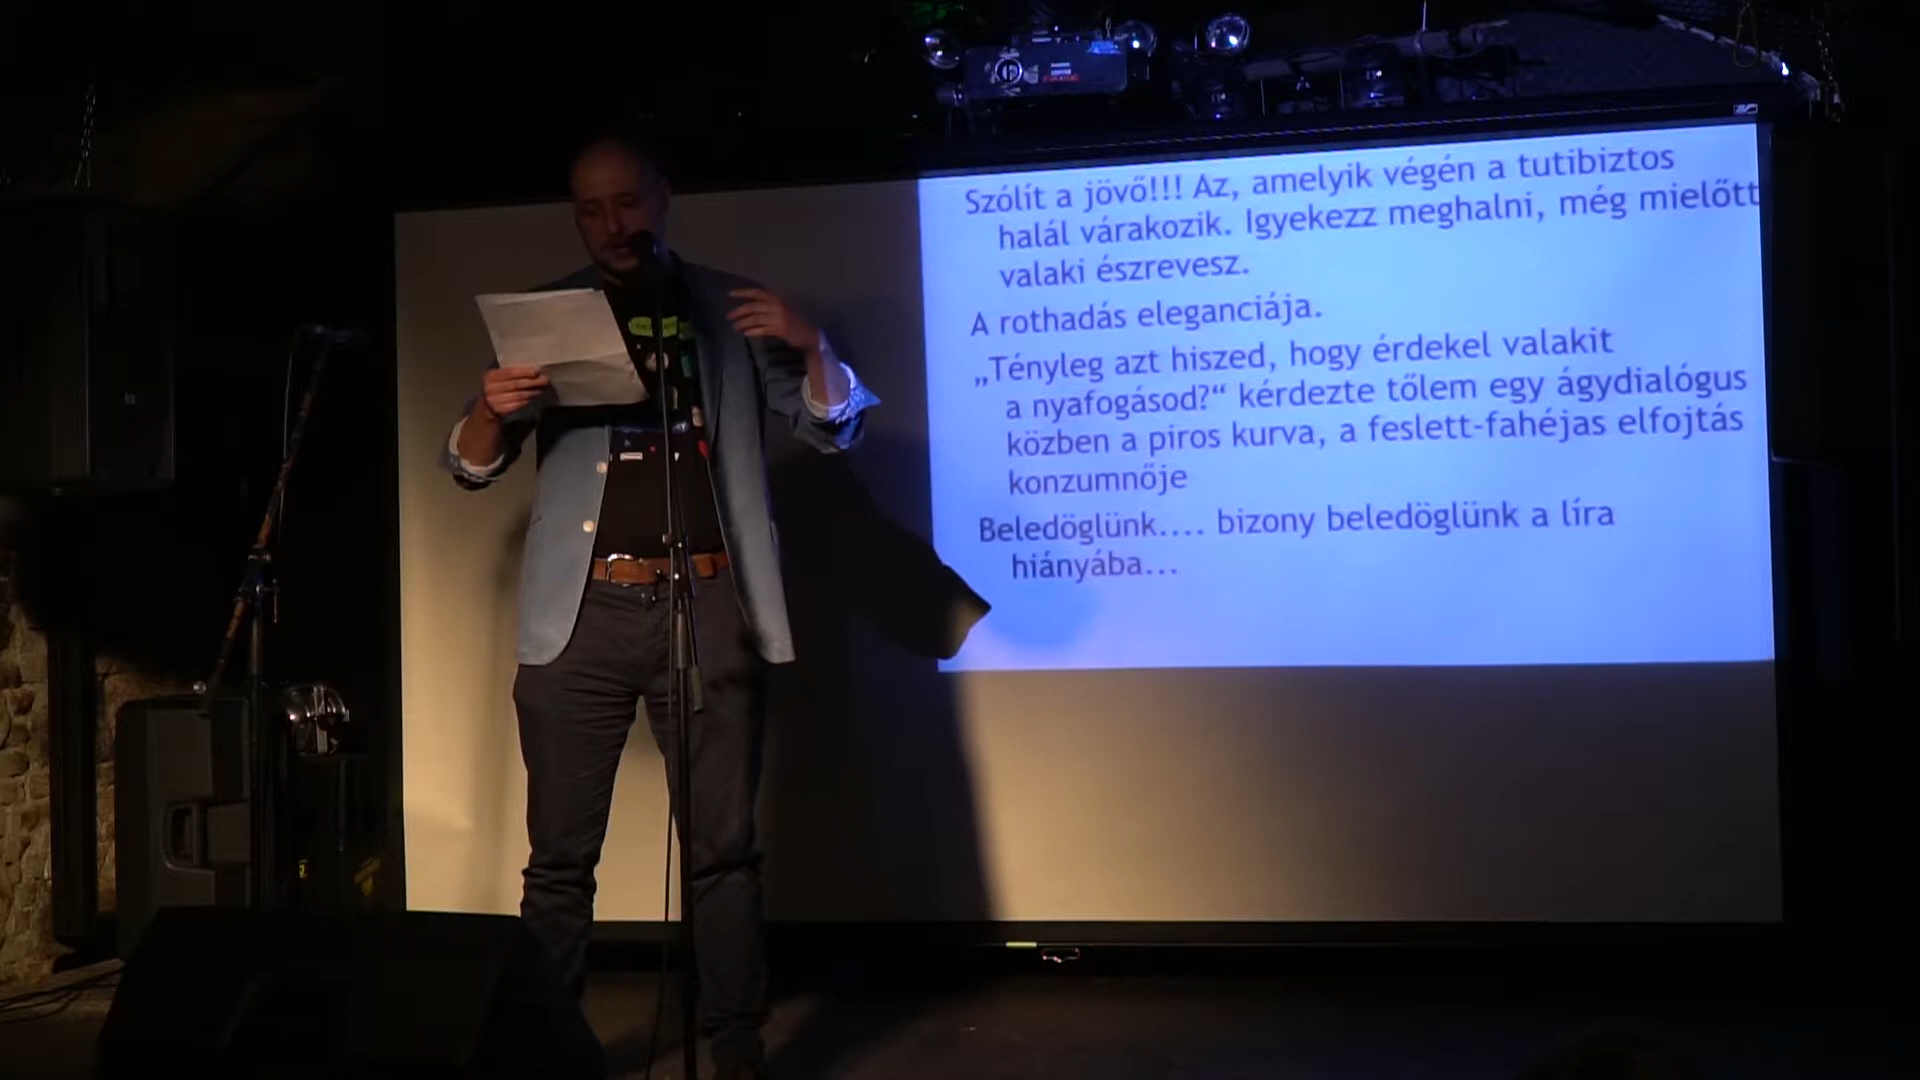 Szólít a jövő!!! Az, amelyik végén a tutibiztos
halál várakozik. Igyekezz meghalni, még mielőtt
valaki észrevesz.
A rothadás eleganciája.
„Tényleg azt hiszed, hogy érdekel valakit
a nyafogásod?“ kérdezte tőlem egy ágydialógus
közben a piros kurva, a feslett-fahéjas elfojtás
konzumnője
Beledöglünk.... bizony beledöglünk a líra
hiányába...